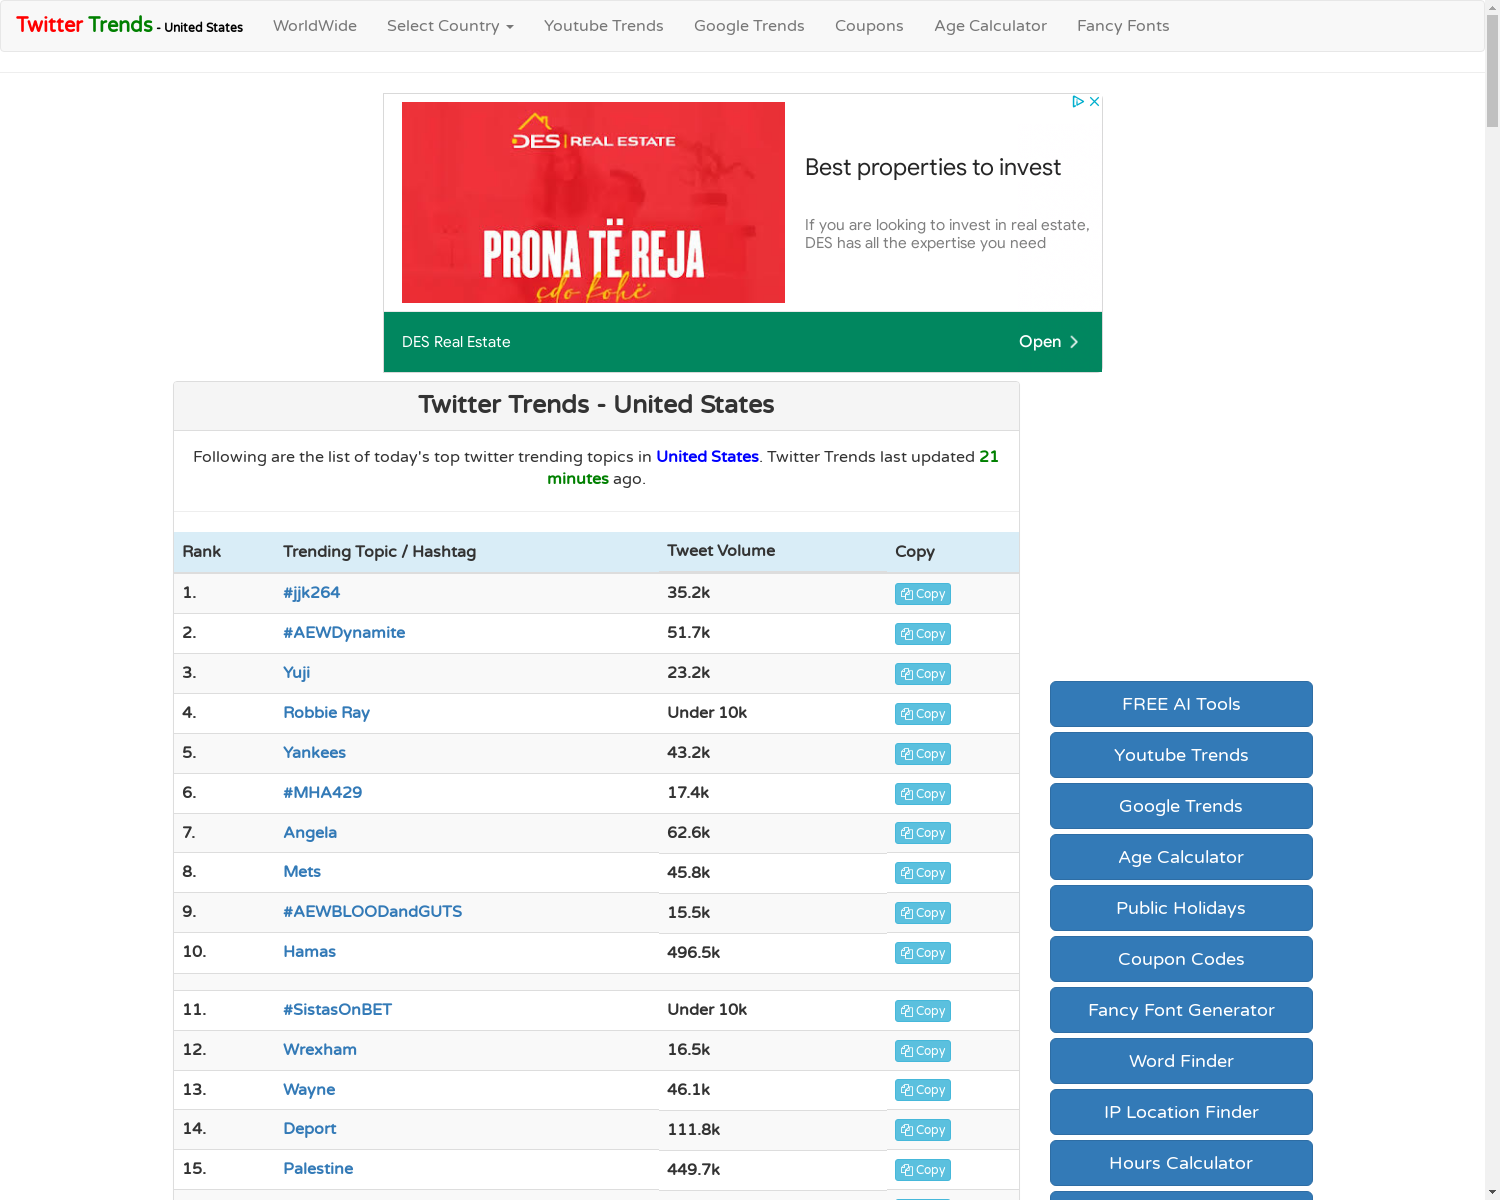 Twitter Trends - United States WorldWide Select Country Youtube Trends Google Trends Coupons Age Calculator Fancy Fonts
DES | REAL ESTATE
PRONA TË REJA
çdo kohë
Best properties to invest
If you are looking to invest in real estate,
DES has all the expertise you need
DES Real Estate
Open
Twitter Trends - United States
Following are the list of today's top twitter trending topics in United States. Twitter Trends last updated 21
minutes ago.
Rank Trending Topic / Hashtag Tweet Volume Copy
1. #jjk264 35.2k Copy
2. #AEWDynamite 51.7k Copy
3. Yuji 23.2k Copy
4. Robbie Ray Under 10k Copy
5. Yankees 43.2k Copy
6. #MHA429 17.4k Copy
7. Angela 62.6k Copy
8. Mets 45.8k Copy
9. #AEWBLOODandGUTS 15.5k Copy
10. Hamas 496.5k Copy
11. #SistasOnBET Under 10k Copy
12. Wrexham 16.5k Copy
13. Wayne 46.1k Copy
14. Deport 111.8k Copy
15. Palestine 449.7k Copy
FREE AI Tools
Youtube Trends
Google Trends
Age Calculator
Public Holidays
Coupon Codes
Fancy Font Generator
Word Finder
IP Location Finder
Hours Calculator